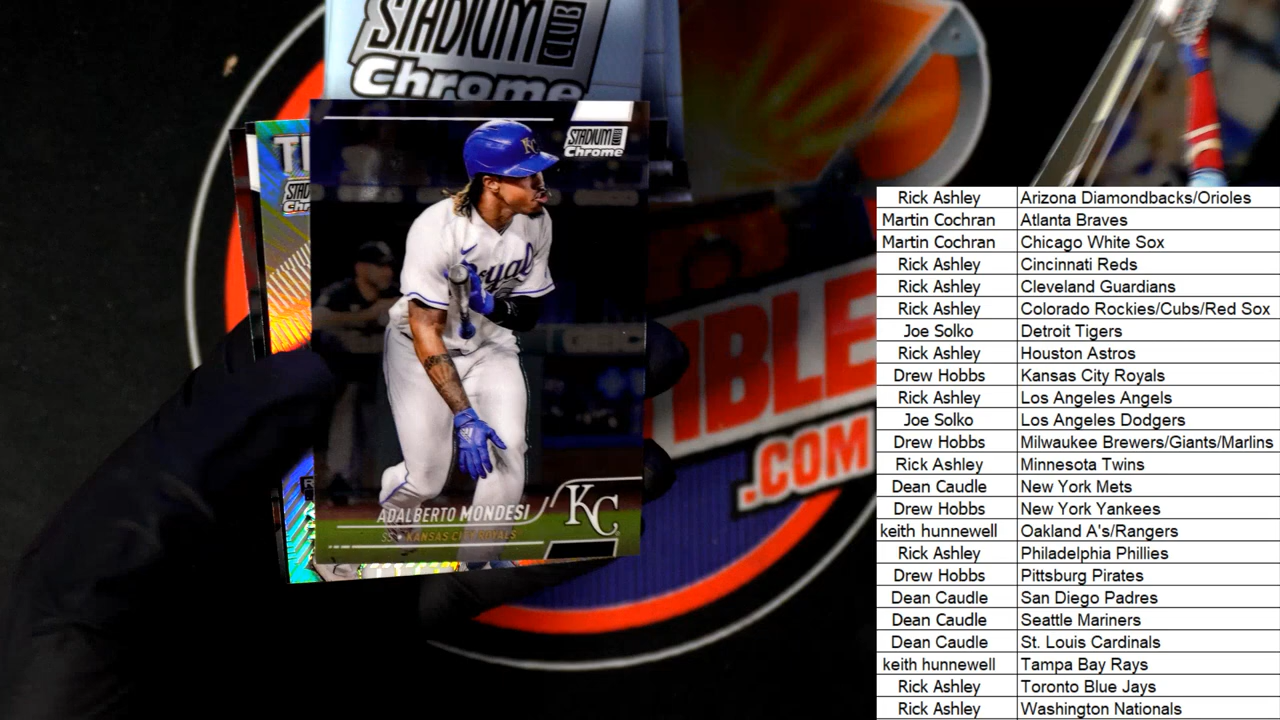 STADIUM CLUB
Chrome
STADIUM
Chrome
KC
Royal
ADALBERTO MONDESI
SS • KANSAS CITY ROYALS
KC
IBLE
.COM
Rick Ashley Arizona Diamondbacks/Orioles
Martin Cochran Atlanta Braves
Martin Cochran Chicago White Sox
Rick Ashley Cincinnati Reds
Rick Ashley Cleveland Guardians
Rick Ashley Colorado Rockies/Cubs/Red Sox
Joe Solko Detroit Tigers
Rick Ashley Houston Astros
Drew Hobbs Kansas City Royals
Rick Ashley Los Angeles Angels
Joe Solko Los Angeles Dodgers
Drew Hobbs Milwaukee Brewers/Giants/Marlins
Rick Ashley Minnesota Twins
Dean Caudle New York Mets
Drew Hobbs New York Yankees
keith hunnewell Oakland A's/Rangers
Rick Ashley Philadelphia Phillies
Drew Hobbs Pittsburg Pirates
Dean Caudle San Diego Padres
Dean Caudle Seattle Mariners
Dean Caudle St. Louis Cardinals
keith hunnewell Tampa Bay Rays
Rick Ashley Toronto Blue Jays
Rick Ashley Washington Nationals